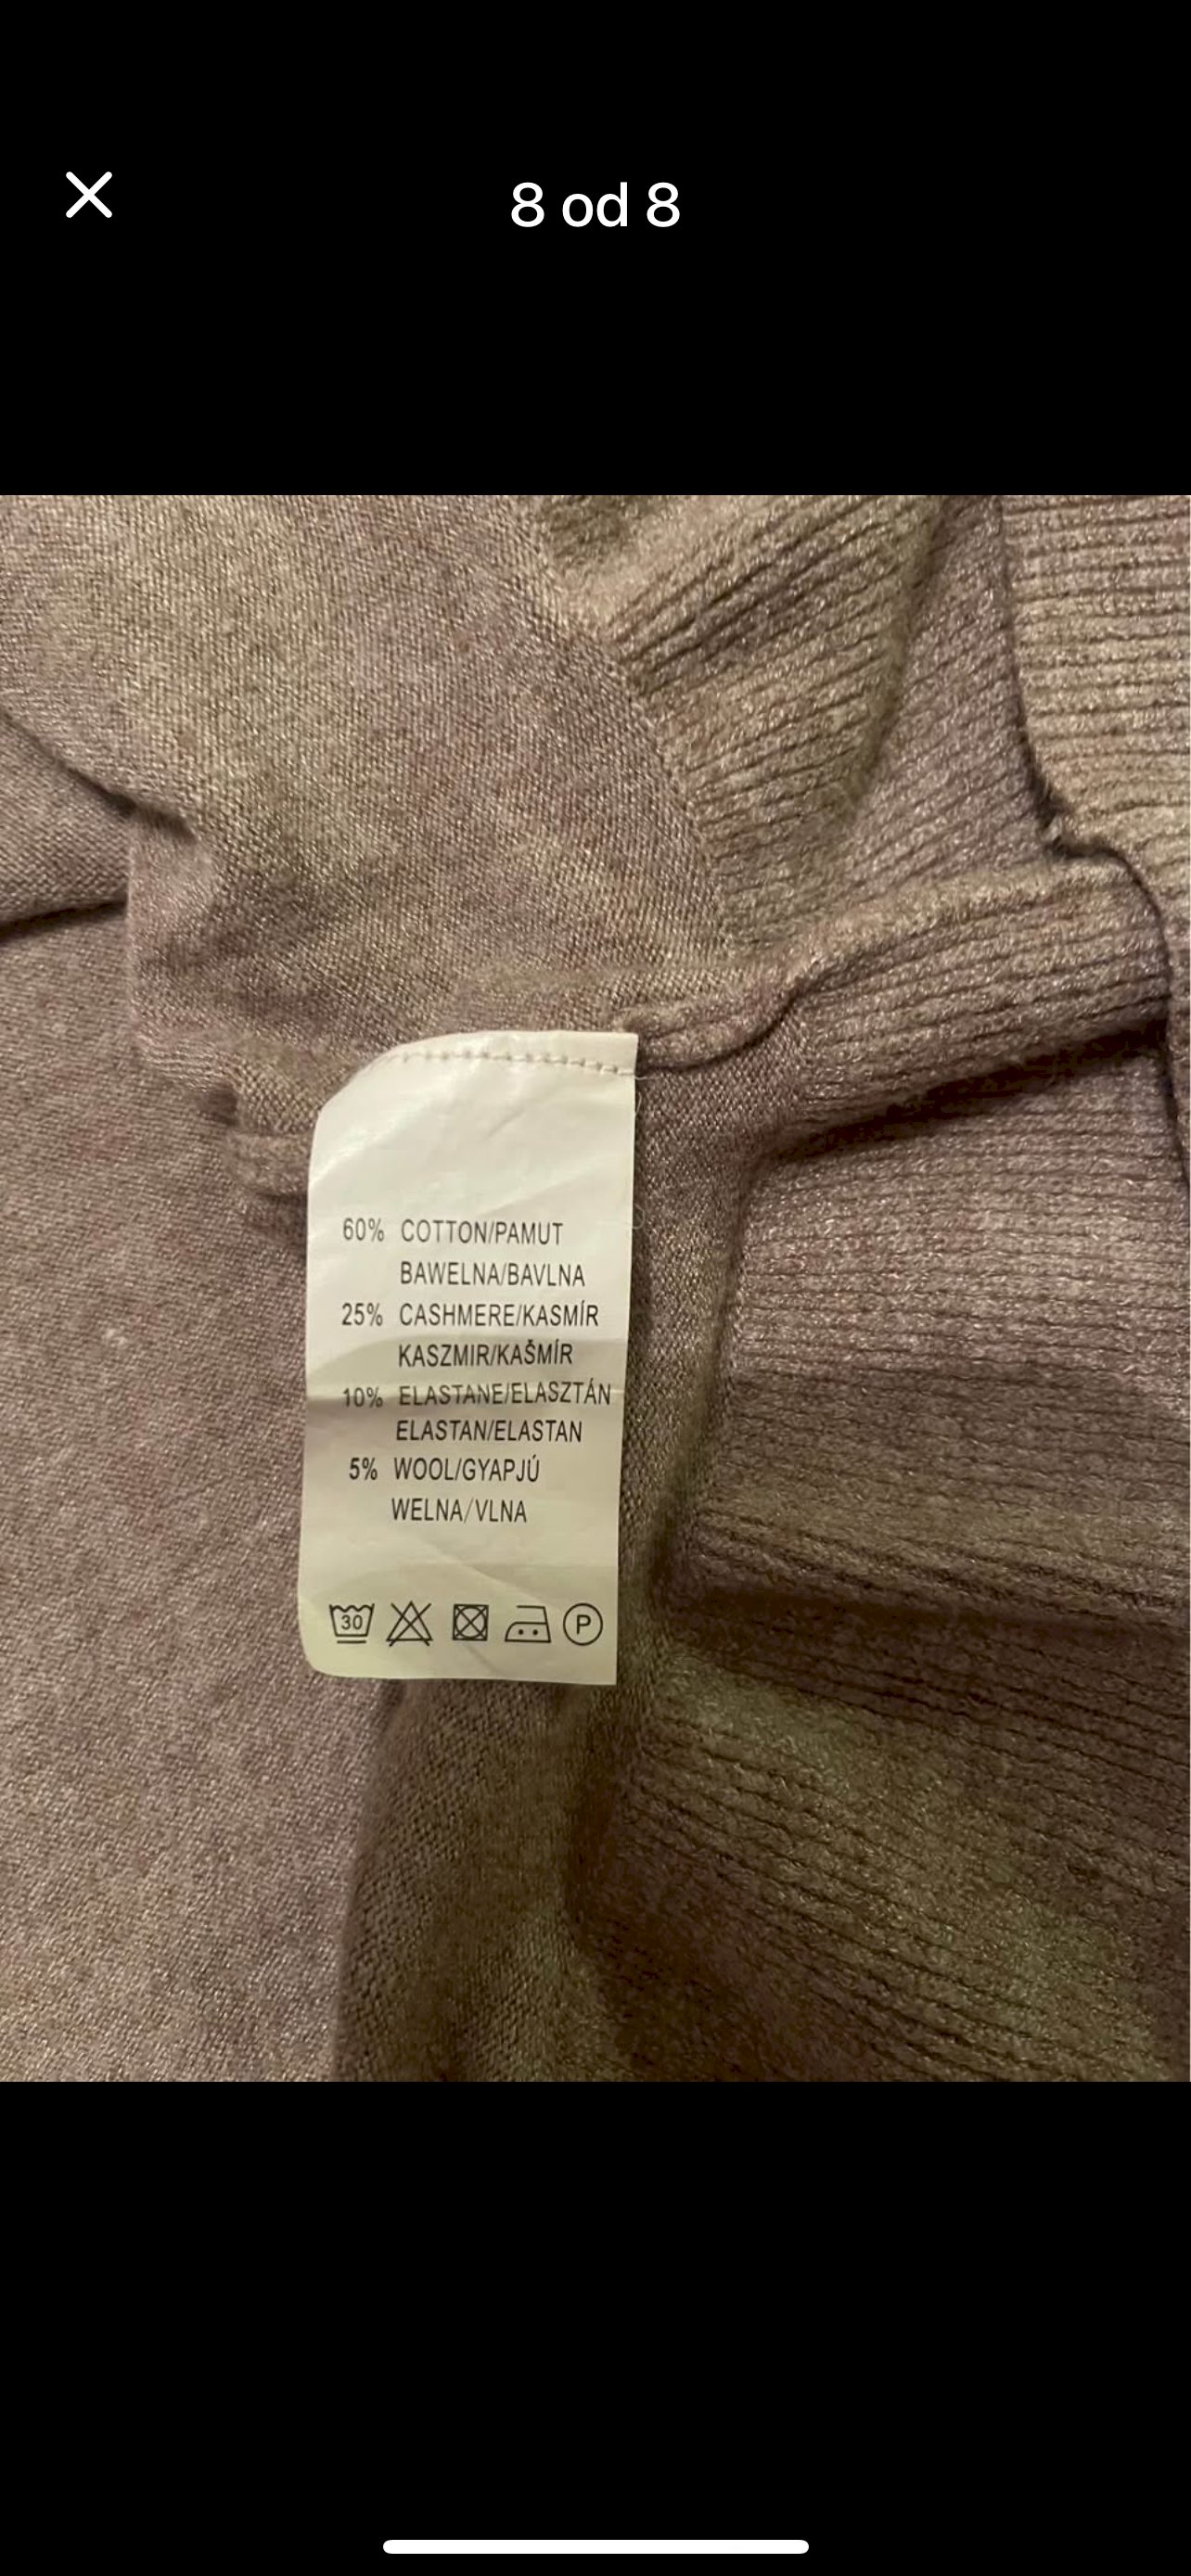 8 od 8
60% COTTON/PAMUT
BAWELNA/BAVLNA
25% CASHMERE/KASMÍR
KASZMIR/KAŠMÍR
10% ELASTANE/ELASZTÁN
ELASTAN/ELASTAN
5% WOOL/GYAPJÚ
WELNA/VLNA
30 P